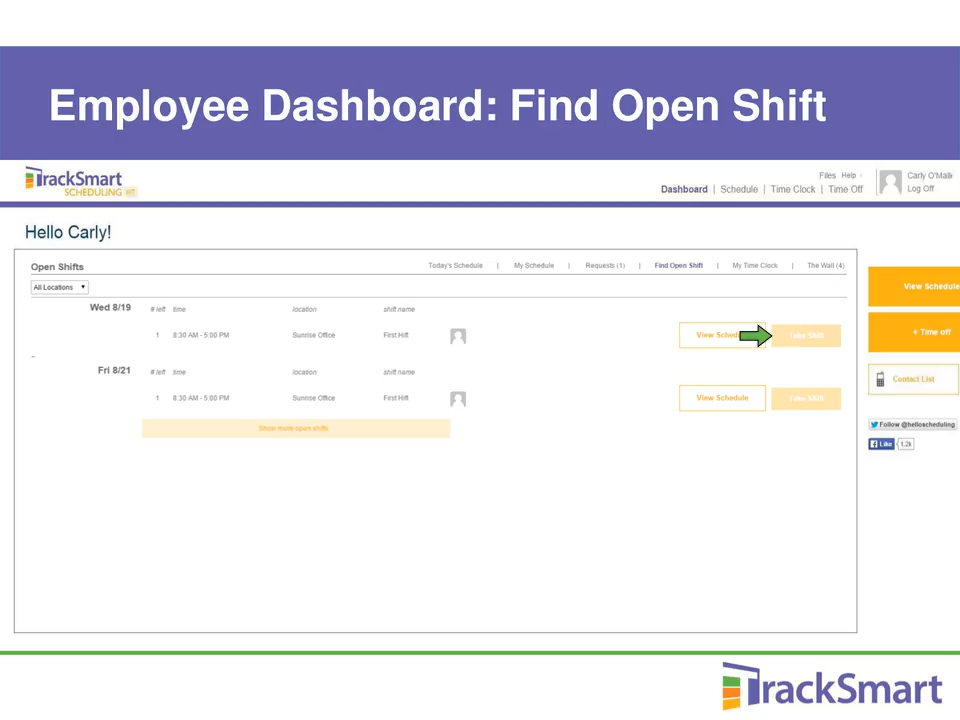 Employee Dashboard: Find Open Shift
TrackSmart
SCHEDULING
Files Help
Carly O'Malle
Dashboard | Schedule | Time Clock | Time Off
Log Off
Hello Carly!
Open Shifts
Today's Schedule | My Schedule | Requests (1) | Find Open Shift | My Time Clock | The Wall (4)
All Locations
View Schedule
Wed 8/19 # left time location shift name
1 8:30 AM - 5:00 PM Sunrise Office First Hift View Sched Take Shift
+ Time off
Fri 8/21 # left time location shift name
Contact List
1 8:30 AM - 5:00 PM Sunrise Office First Hift View Schedule Take Shift
Show more open shifts
Follow @helloscheduling
Like 1.2k
TrackSmart